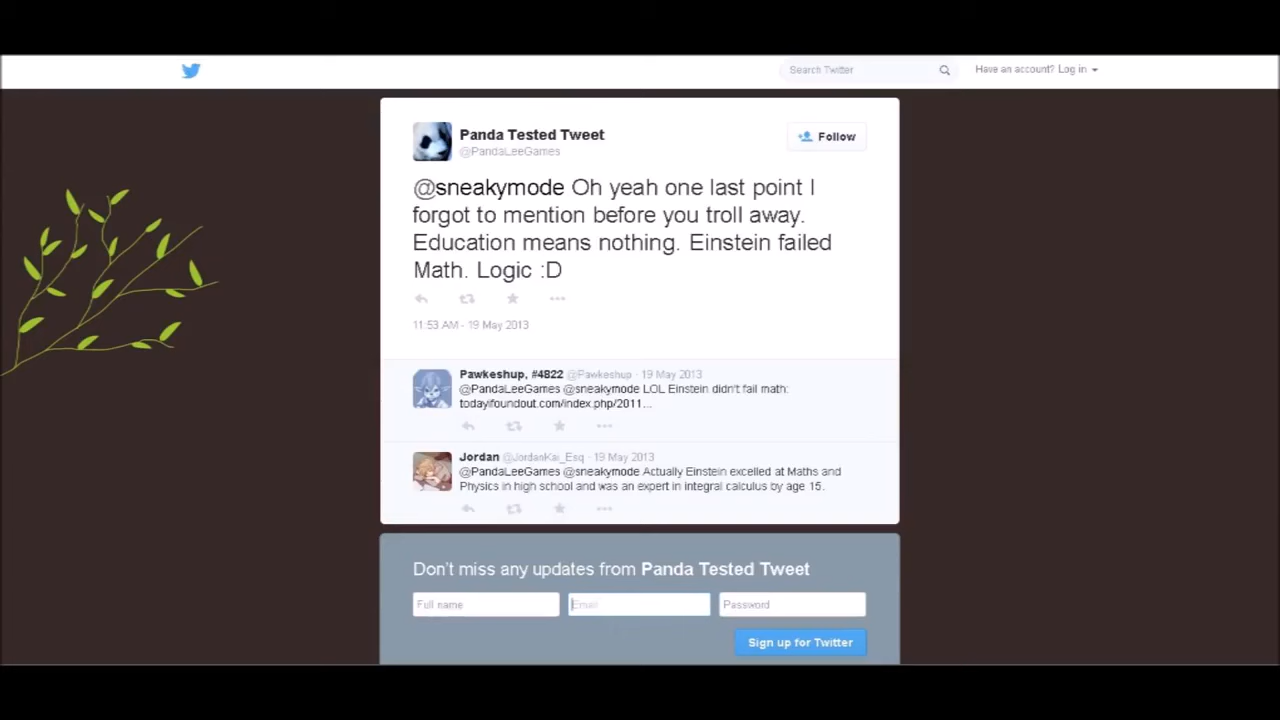 Search Twitter
Have an account? Log in
Panda Tested Tweet
@PandaLeeGames
Follow
@sneakymode Oh yeah one last point I
forgot to mention before you troll away.
Education means nothing. Einstein failed
Math. Logic :D
11:53 AM - 19 May 2013
Pawkeshup, #4822 @Pawkeshup · 19 May 2013
@PandaLeeGames @sneakymode LOL Einstein didn't fail math:
todayifoundout.com/index.php/2011...
Jordan @JordanKai_Esq · 19 May 2013
@PandaLeeGames @sneakymode Actually Einstein excelled at Maths and
Physics in high school and was an expert in integral calculus by age 15.
Don't miss any updates from Panda Tested Tweet
Full name
Email
Password
Sign up for Twitter